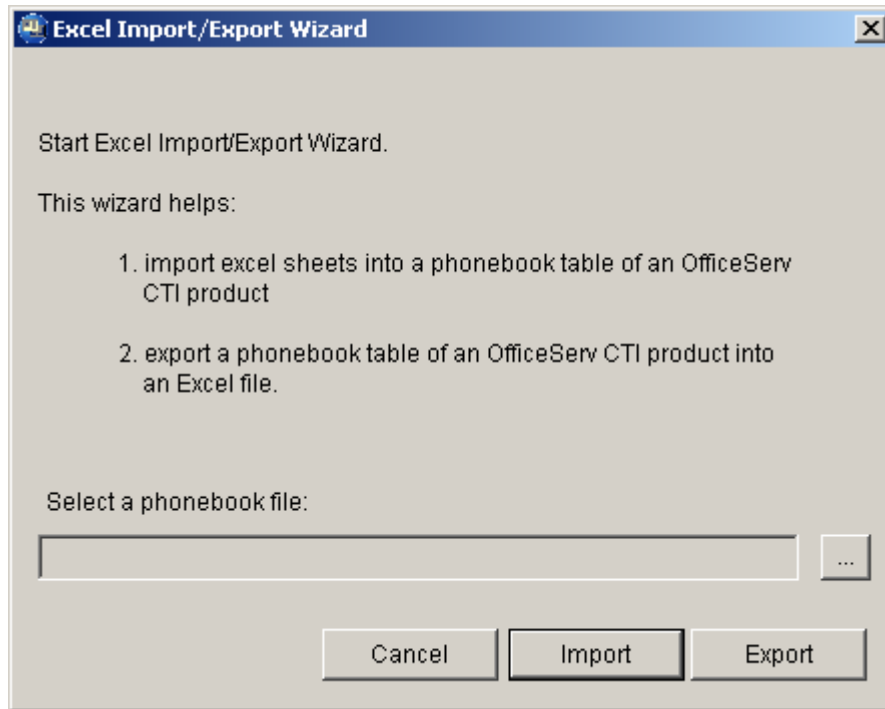 Excel Import/Export Wizard
Start Excel Import/Export Wizard.
This wizard helps:
1. import excel sheets into a phonebook table of an OfficeServ
CTI product
2. export a phonebook table of an OfficeServ CTI product into
an Excel file.
Select a phonebook file:
...
Cancel Import Export